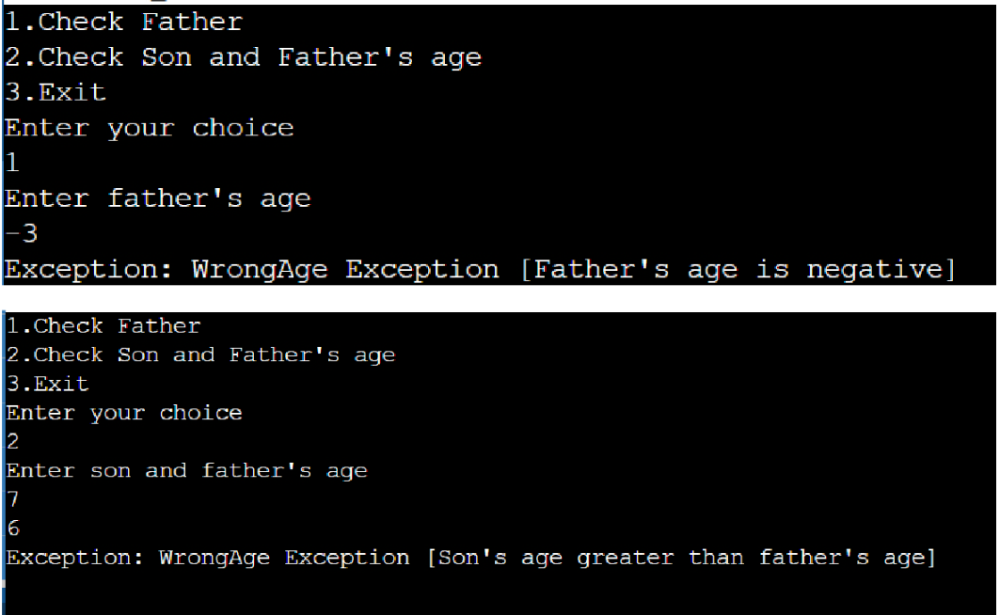 1.Check Father
2.Check Son and Father's age
3.Exit
Enter your choice
1
Enter father's age
-3
Exception: WrongAge Exception [Father's age is negative]
1.Check Father
2.Check Son and Father's age
3.Exit
Enter your choice
2
Enter son and father's age
7
6
Exception: WrongAge Exception [Son's age greater than father's age]